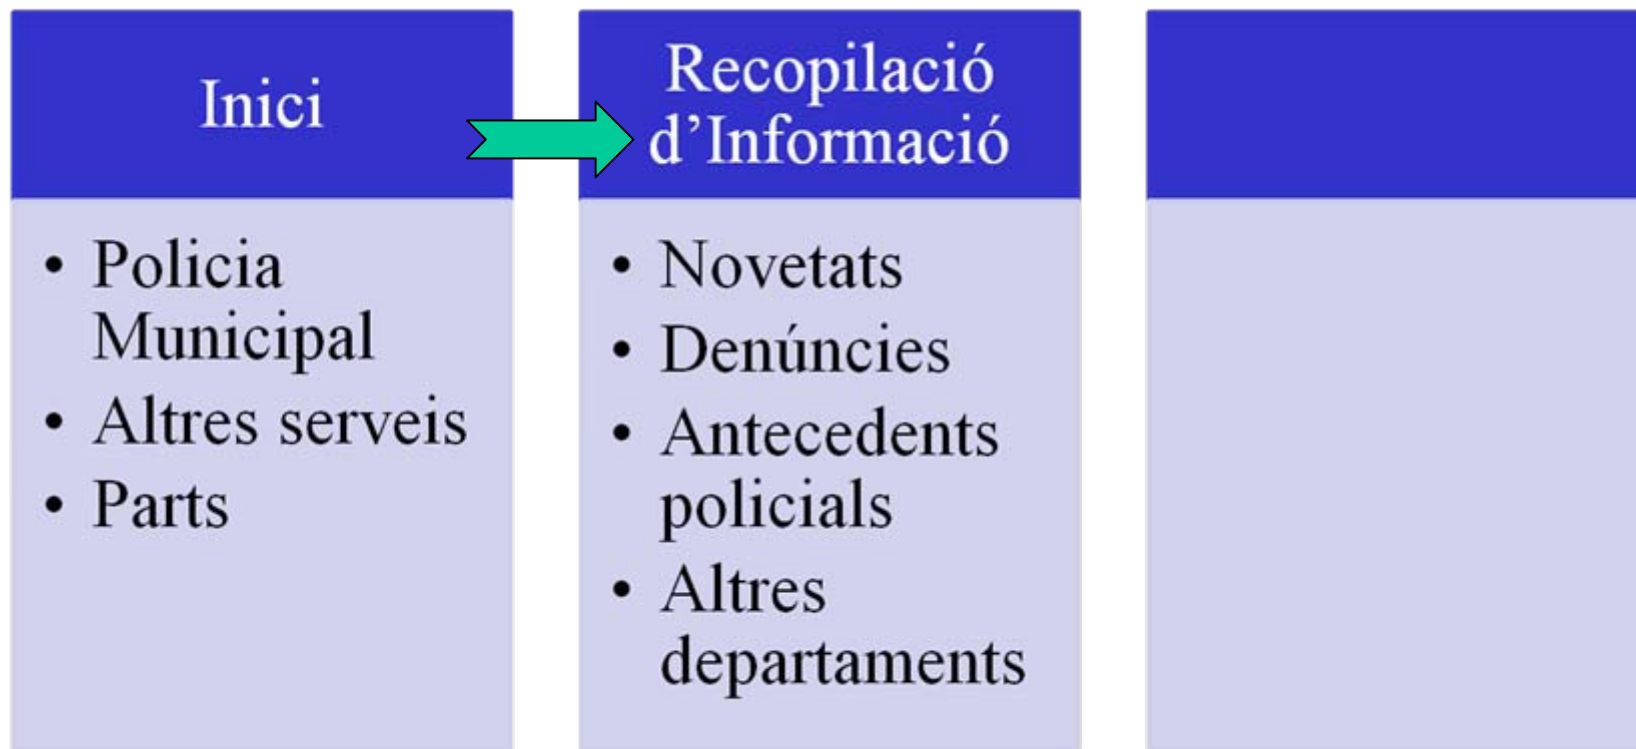 Inici
• Policia
Municipal
• Altres serveis
• Parts
Recopilació
d’Informació
• Novetats
• Denúncies
• Antecedents
policials
• Altres
departaments